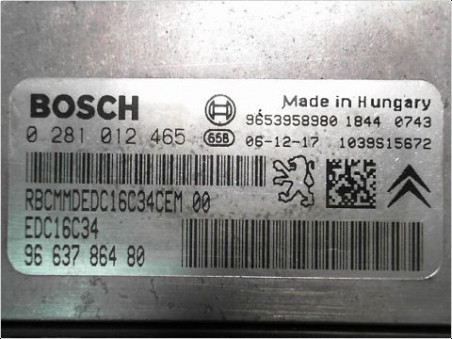 BOSCH
Made in Hungary
9653958980 1844 0743
0 281 012 465 65B 06-12-17 1039S15672
RBCMMDEDC16C34CEM 00
EDC16C34
96 637 864 80